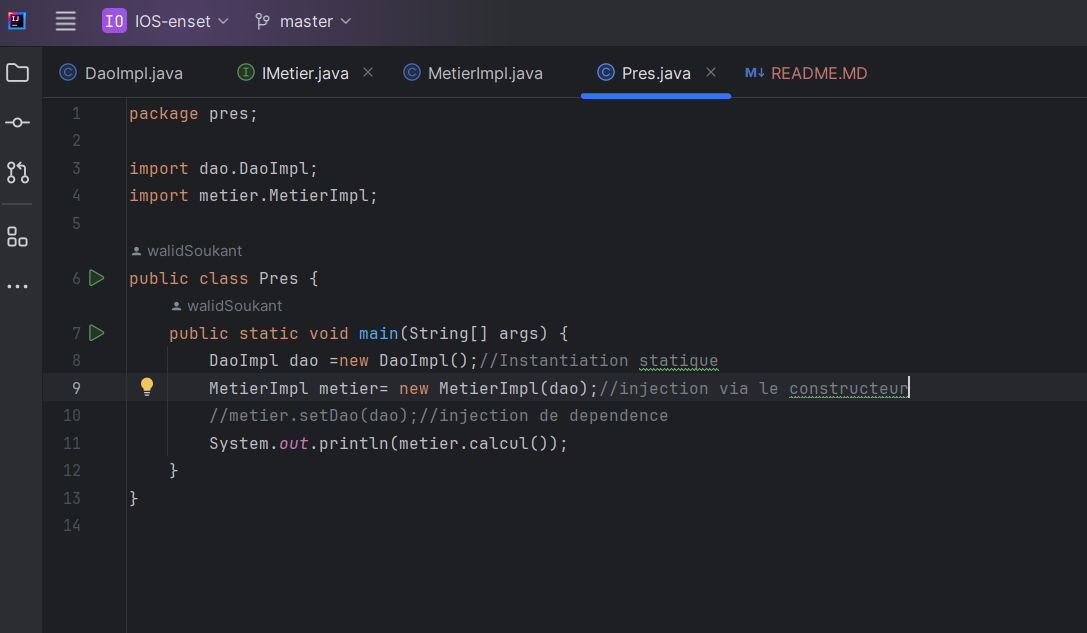 IJ
IO IOS-enset master
DaoImpl.java IMetier.java MetierImpl.java Pres.java README.MD
1 package pres;
2
3 import dao.DaoImpl;
4 import metier.MetierImpl;
5
walidSoukant
6 public class Pres {
walidSoukant
7 public static void main(String[] args) {
8 DaoImpl dao =new DaoImpl();//Instantiation statique
9 MetierImpl metier= new MetierImpl(dao);//injection via le constructeur
10 //metier.setDao(dao);//injection de dependence
11 System.out.println(metier.calcul());
12 }
13 }
14